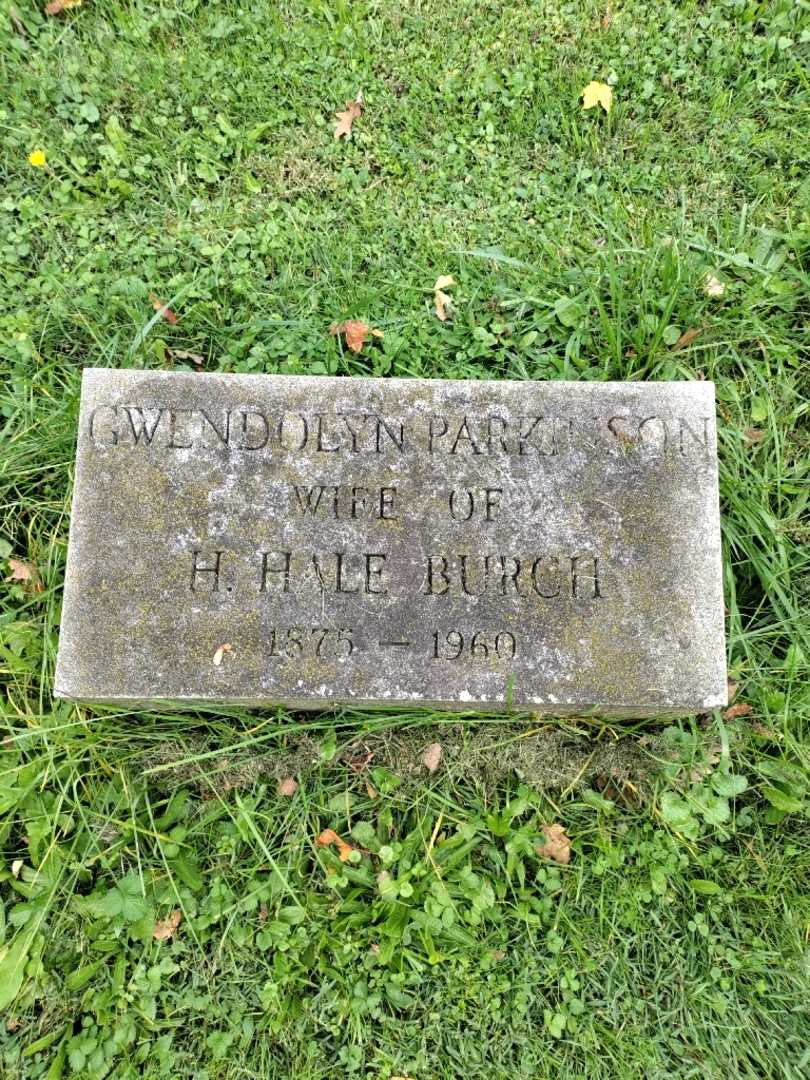 GWENDOLYN PARKINSON
WIFE OF
H. HALE BURCH
1875 — 1960